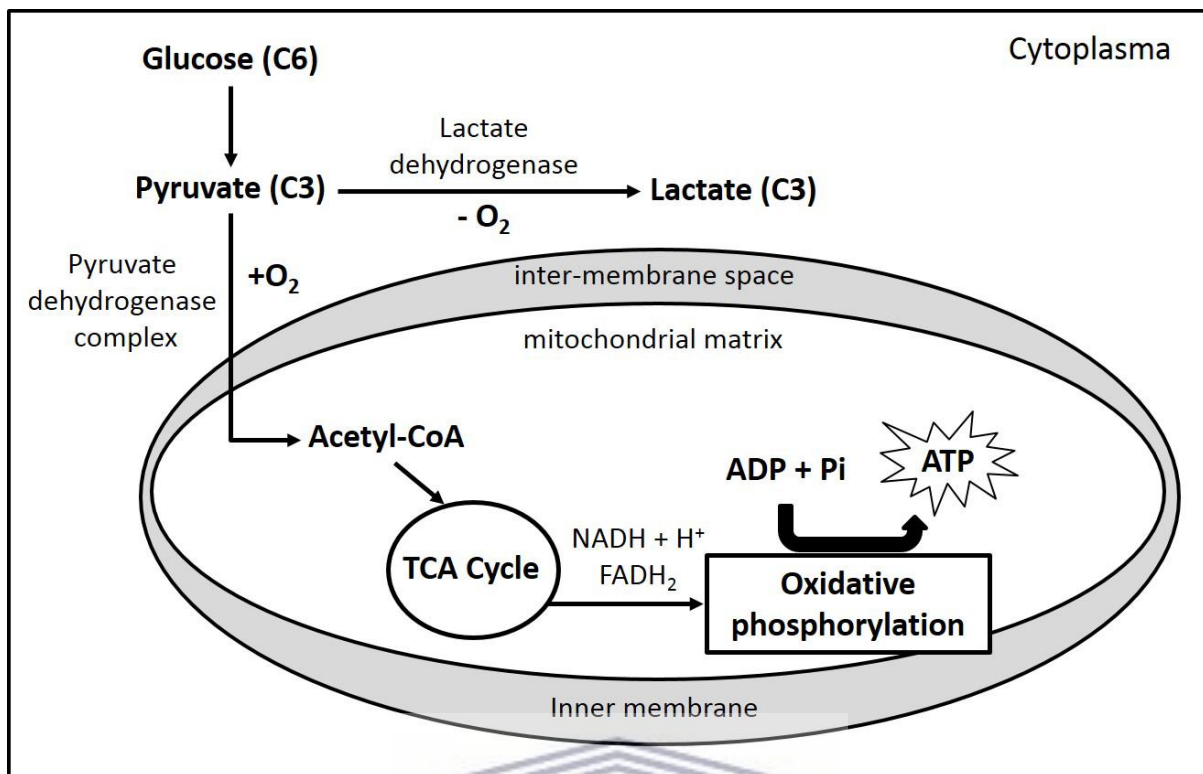 Cytoplasma
Glucose (C6)
Lactate
dehydrogenase
Pyruvate (C3)
Lactate (C3)
- O₂
Pyruvate
dehydrogenase
complex
+O₂
inter-membrane space
mitochondrial matrix
Acetyl-CoA
ADP + Pi
ATP
TCA Cycle
NADH + H⁺
FADH₂
Oxidative
phosphorylation
Inner membrane